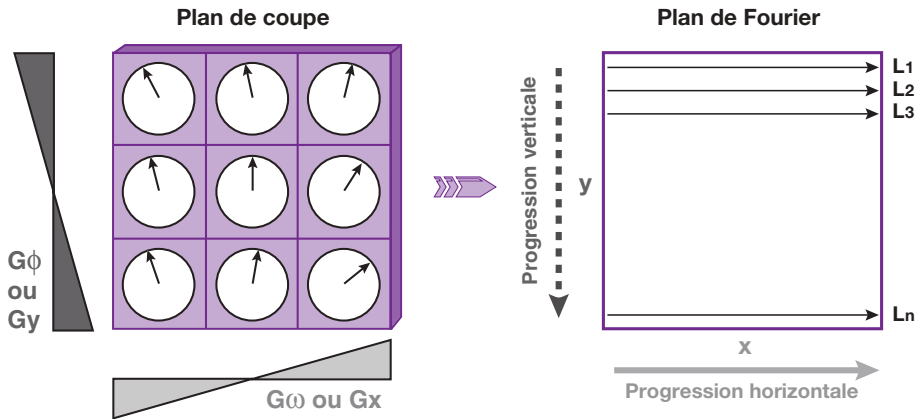 Plan de coupe
Plan de Fourier
L1
L2
L3
Progression verticale
y
Gϕ
ou
Gy
Ln
x
Gω ou Gx
Progression horizontale